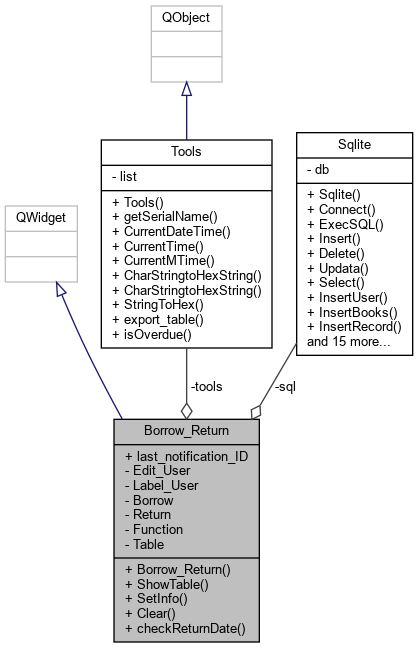 QObject
Tools
- list
+ Tools()
+ getSerialName()
+ CurrentDateTime()
+ CurrentTime()
+ CurrentMTime()
+ CharStringtoHexString()
+ CharStringtoHexString()
+ StringToHex()
+ export_table()
+ isOverdue()
Sqlite
- db
+ Sqlite()
+ Connect()
+ ExecSQL()
+ Insert()
+ Delete()
+ Updata()
+ Select()
+ InsertUser()
+ InsertBooks()
+ InsertRecord()
and 15 more...
QWidget
-tools
-sql
Borrow_Return
+ last_notification_ID
- Edit_User
- Label_User
- Borrow
- Return
- Function
- Table
+ Borrow_Return()
+ ShowTable()
+ SetInfo()
+ Clear()
+ checkReturnDate()